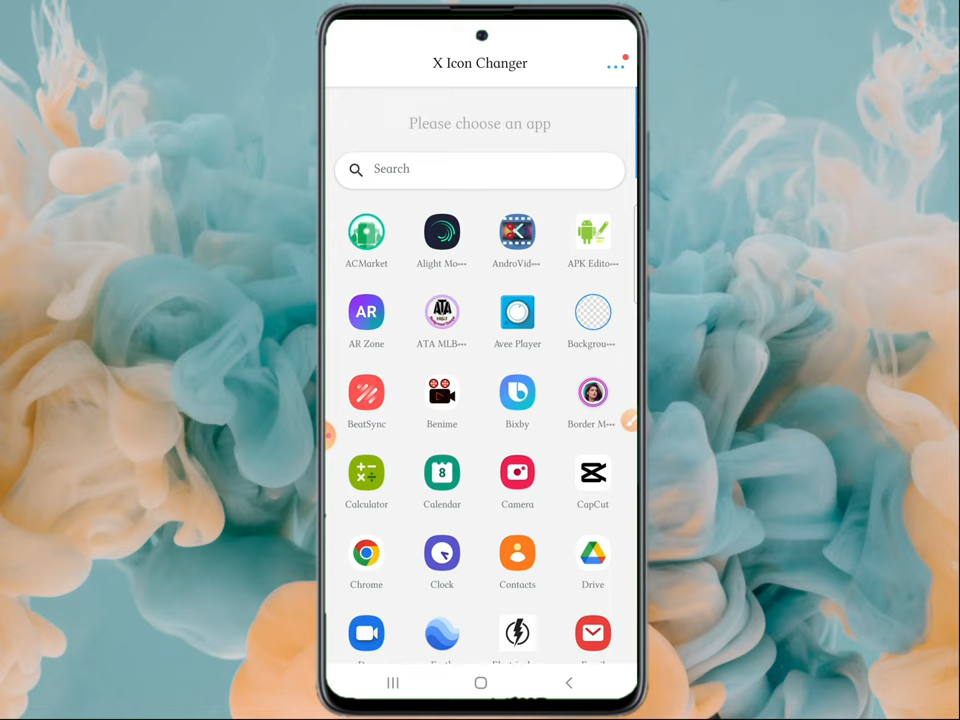 X Icon Changer
Please choose an app
Search
ACMarket Alight Mo••• AndroVid••• APK Edito•••
AR
ATA
AR Zone ATA MLB••• Avee Player Backgrou•••
BeatSync Benime Bixby Border M•••
8
Calculator Calendar Camera CapCut
Chrome Clock Contacts Drive